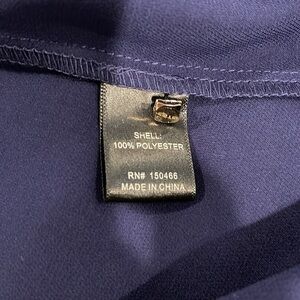 SHELL:
100% POLYESTER
RN# 150466
MADE IN CHINA